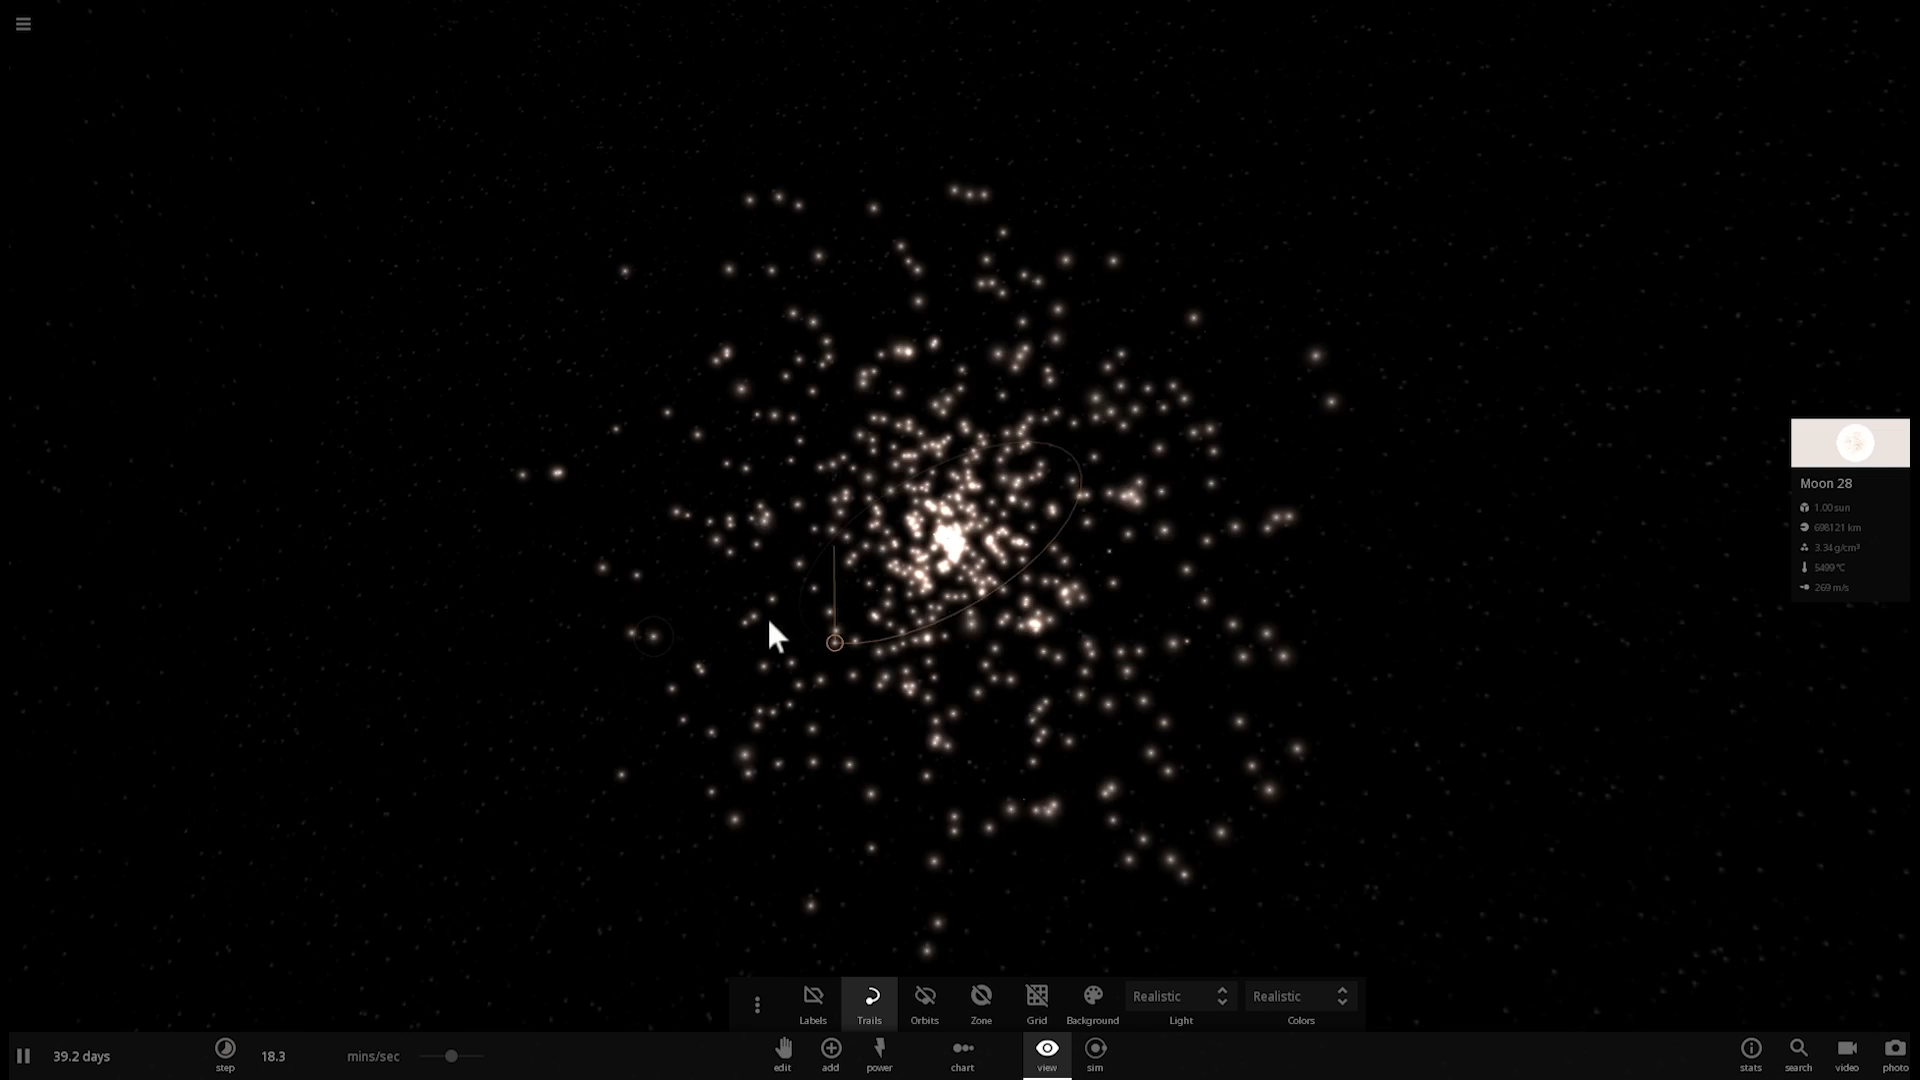 Moon 28
1.00 sun
698121 km
3.34 g/cm³
5499 °C
269 m/s
Labels
Trails
Orbits
Zone
Grid
Background
Realistic
Light
Realistic
Colors
39.2 days
step
18.3
mins/sec
edit
add
power
chart
view
sim
stats
search
video
photo